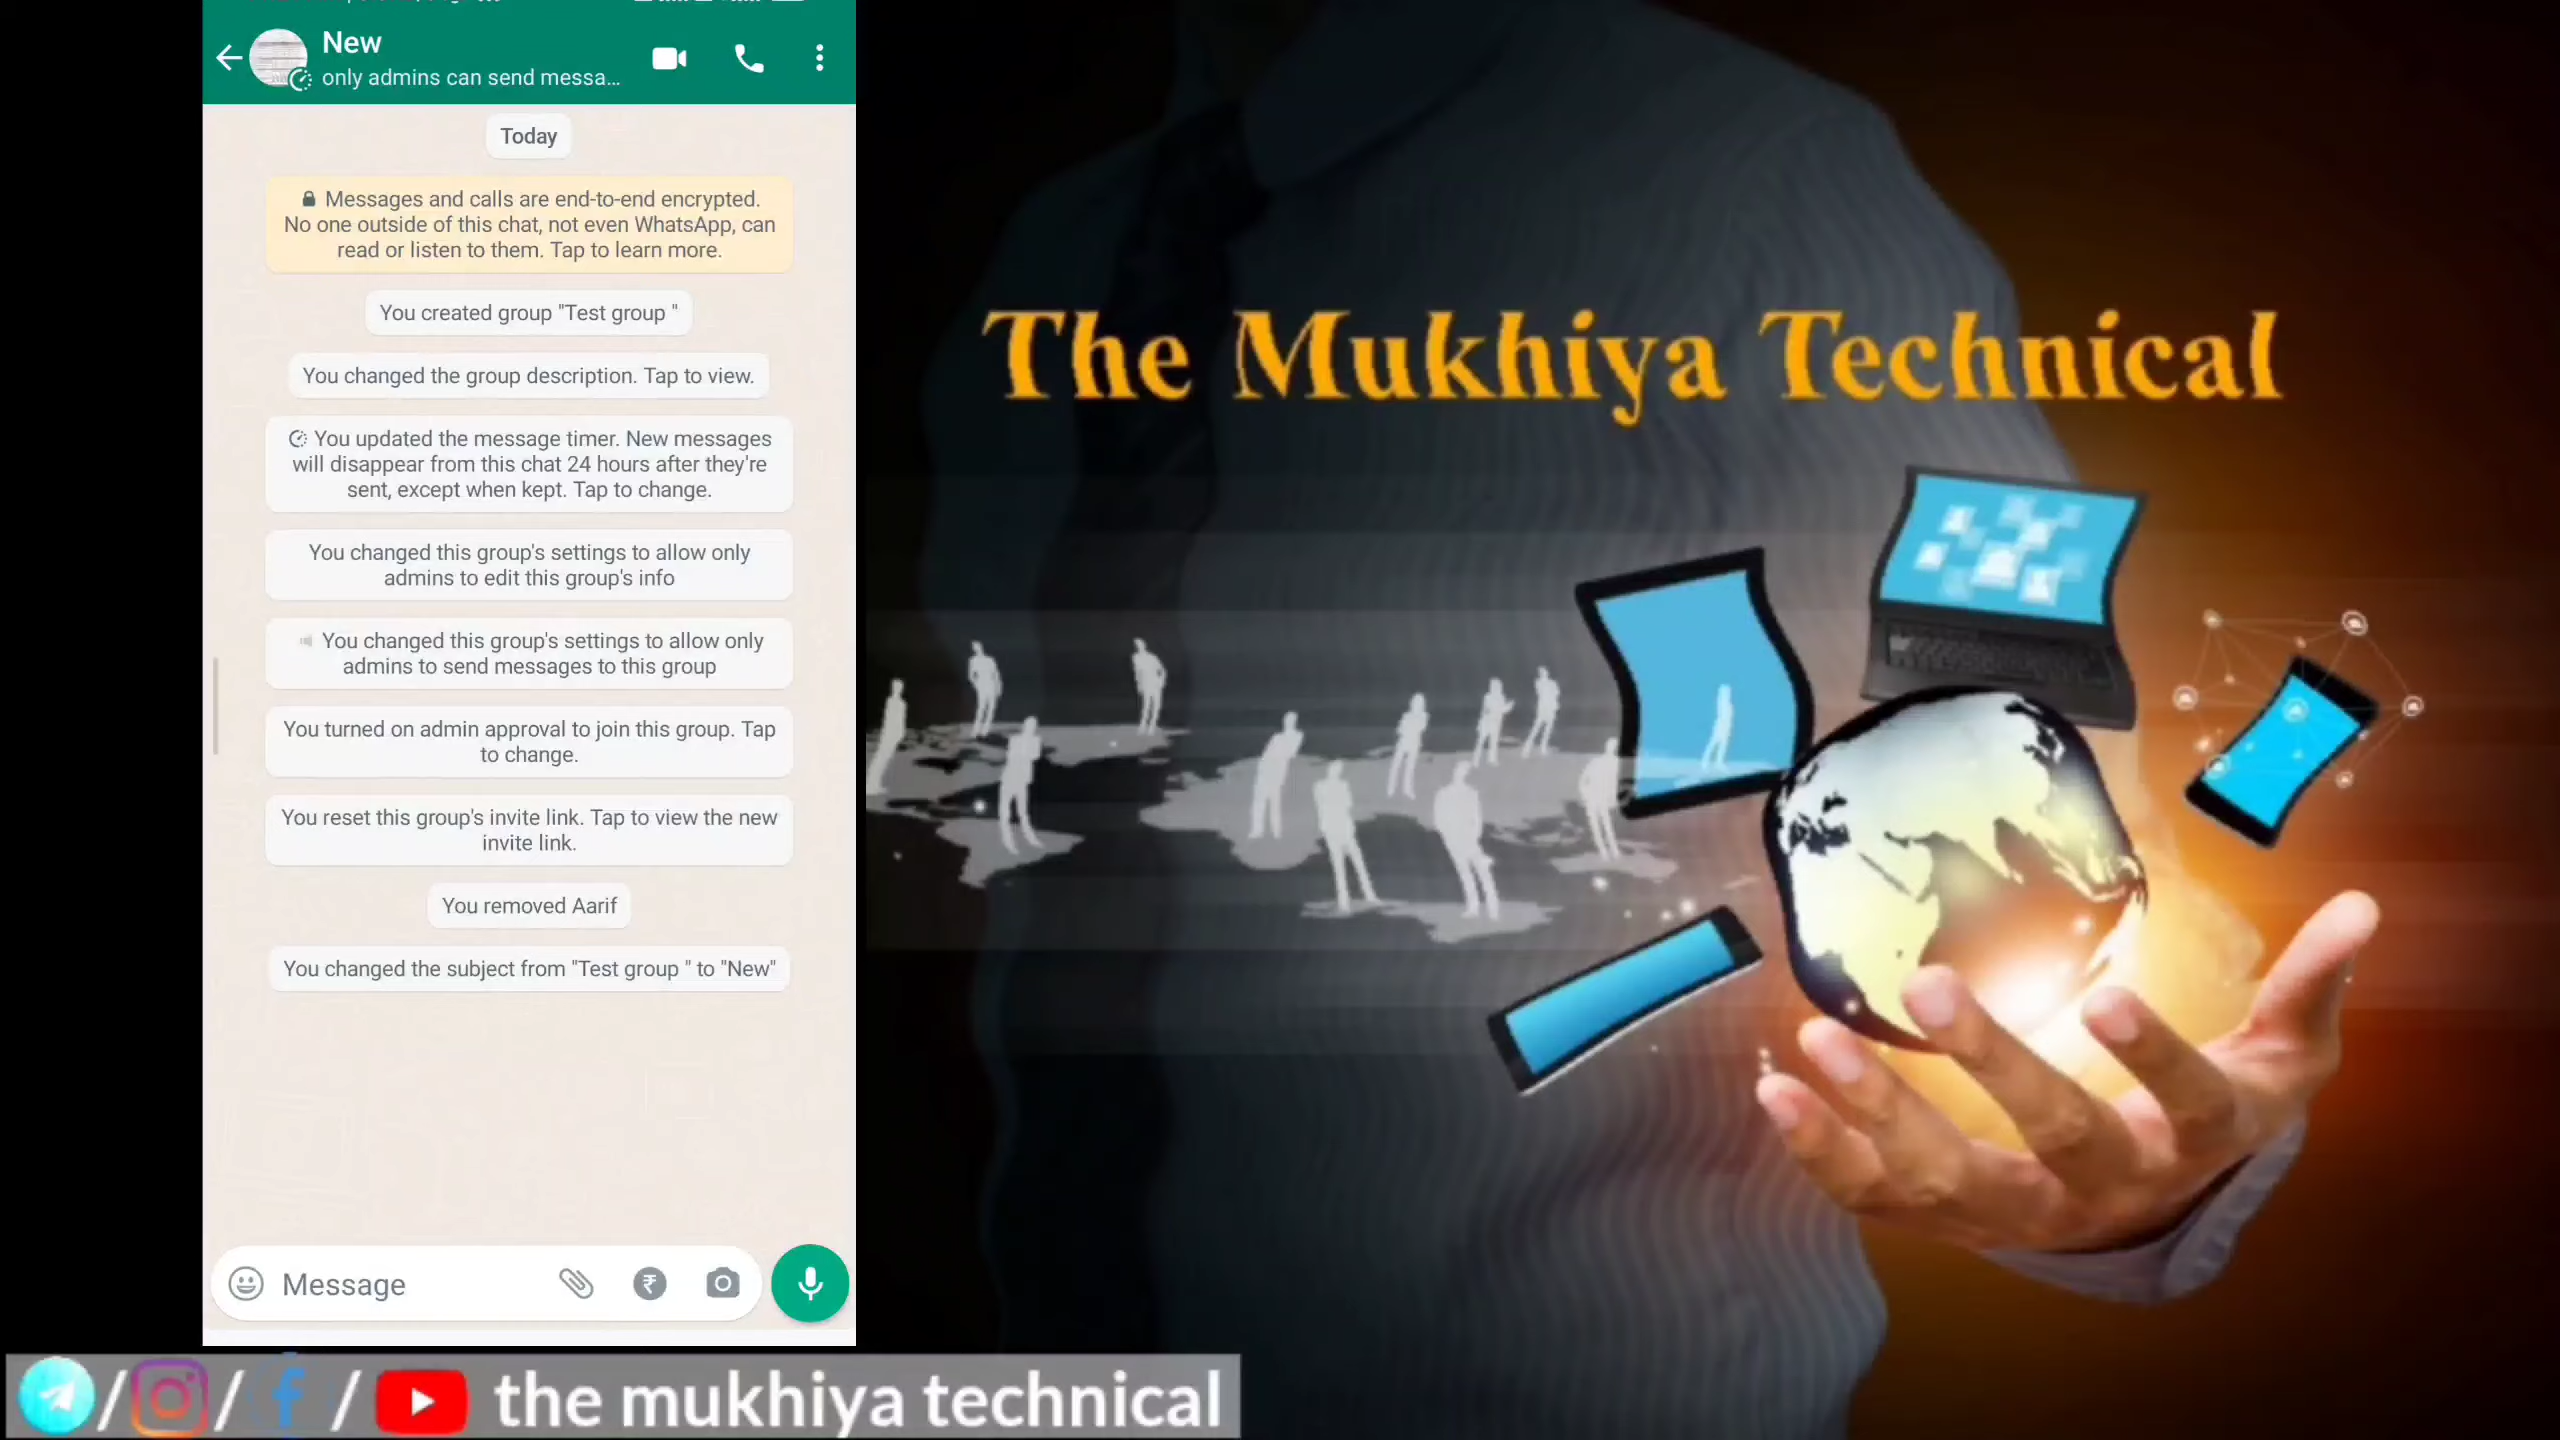 New
only admins can send messa...
Today
Messages and calls are end-to-end encrypted.
No one outside of this chat, not even WhatsApp, can
read or listen to them. Tap to learn more.
You created group "Test group "
You changed the group description. Tap to view.
You updated the message timer. New messages
will disappear from this chat 24 hours after they're
sent, except when kept. Tap to change.
You changed this group's settings to allow only
admins to edit this group's info
You changed this group's settings to allow only
admins to send messages to this group
You turned on admin approval to join this group. Tap
to change.
You reset this group's invite link. Tap to view the new
invite link.
You removed Aarif
You changed the subject from "Test group " to "New"
Message
₹
The Mukhiya Technical
/ / / the mukhiya technical